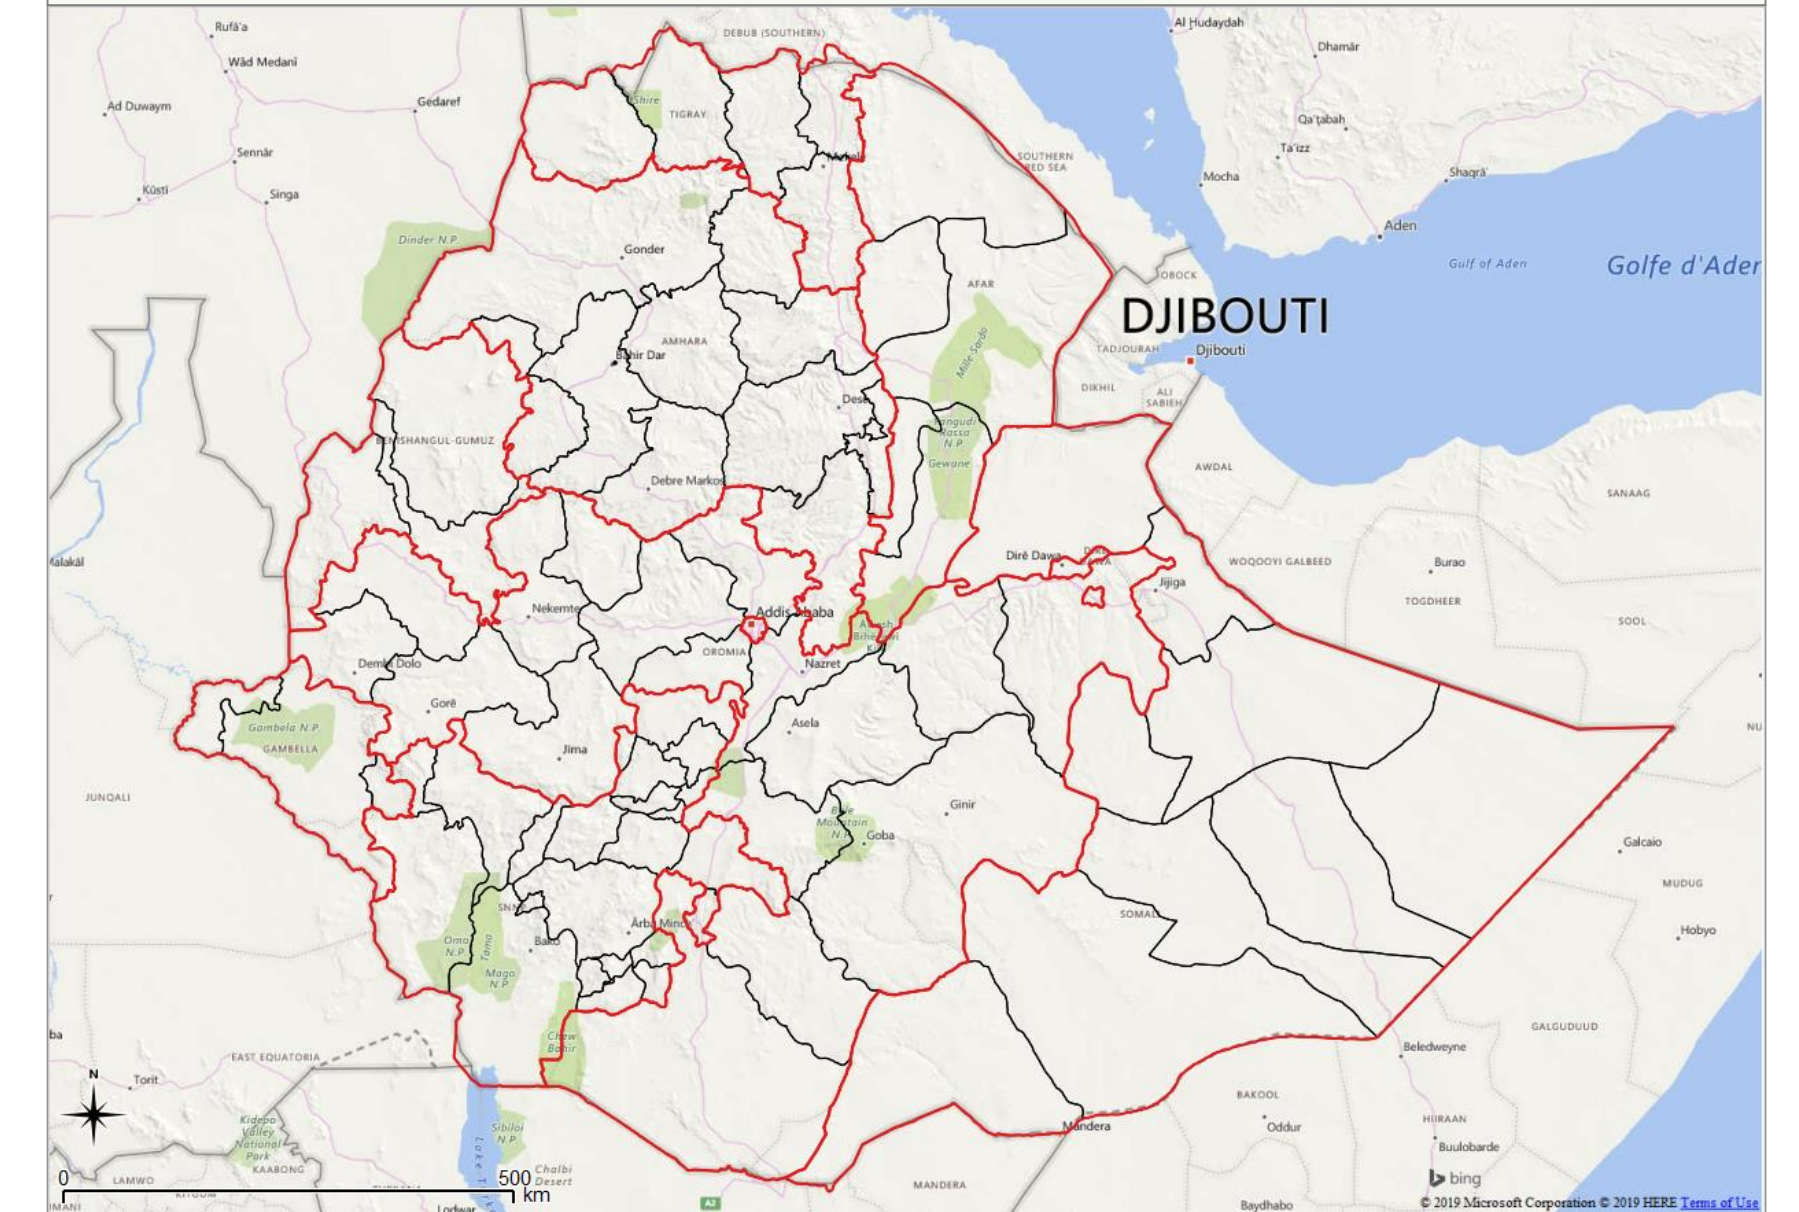 Rufā'a
DEBUB (SOUTHERN)
Al Hudaydah
Dhamār
Wād Medanī
Ad Duwaym
Gedaref
Shire
TIGRAY
Qa'ṭabah
Ta'izz
Sennār
SOUTHERN
RED SEA
Mocha
Shaqrā'
Kūstī
Singa
Aden
Dinder N.P.
Gonder
Gulf of Aden
Golfe d'Aden
OBOCK
AFAR
DJIBOUTI
AMHARA
Bahir Dar
Mille-Sardo
TADJOURAH
Djibouti
DIKHIL
ALI
SABIEH
BENISHANGUL-GUMUZ
Yangudi
Rassa
N.P.
Gewane
AWDAL
SANAAG
Debre Markos
Dirē Dawa
WOQOOYI GALBEED
Burao
Jijiga
TOGDHEER
Nekemte
Addis Ababa
SOOL
OROMIA
Nazret
Dembi Dolo
Gorē
Gambela N.P.
GAMBELLA
Asela
Jima
JUNQALI
Ginir
Goba
Galcaio
MUDUG
SOMALI
Ārba Minch
Omo
N.P.
Tama
Bako
Mago
N.P.
Hobyo
GALGUDUUD
Chew
Bahir
EAST EQUATORIA
Beledweyne
N
Torit
BAKOOL
HIIRAAN
Oddur
Mandera
Buulobarde
Kidepo
Valley
National
Park
KAABONG
Sibiloi
N.P.
Chalbi
Desert
0
500
km
LAMWO
MANDERA
A2
bing
Lodwar
Baydhabo
© 2019 Microsoft Corporation © 2019 HERE Terms of Use